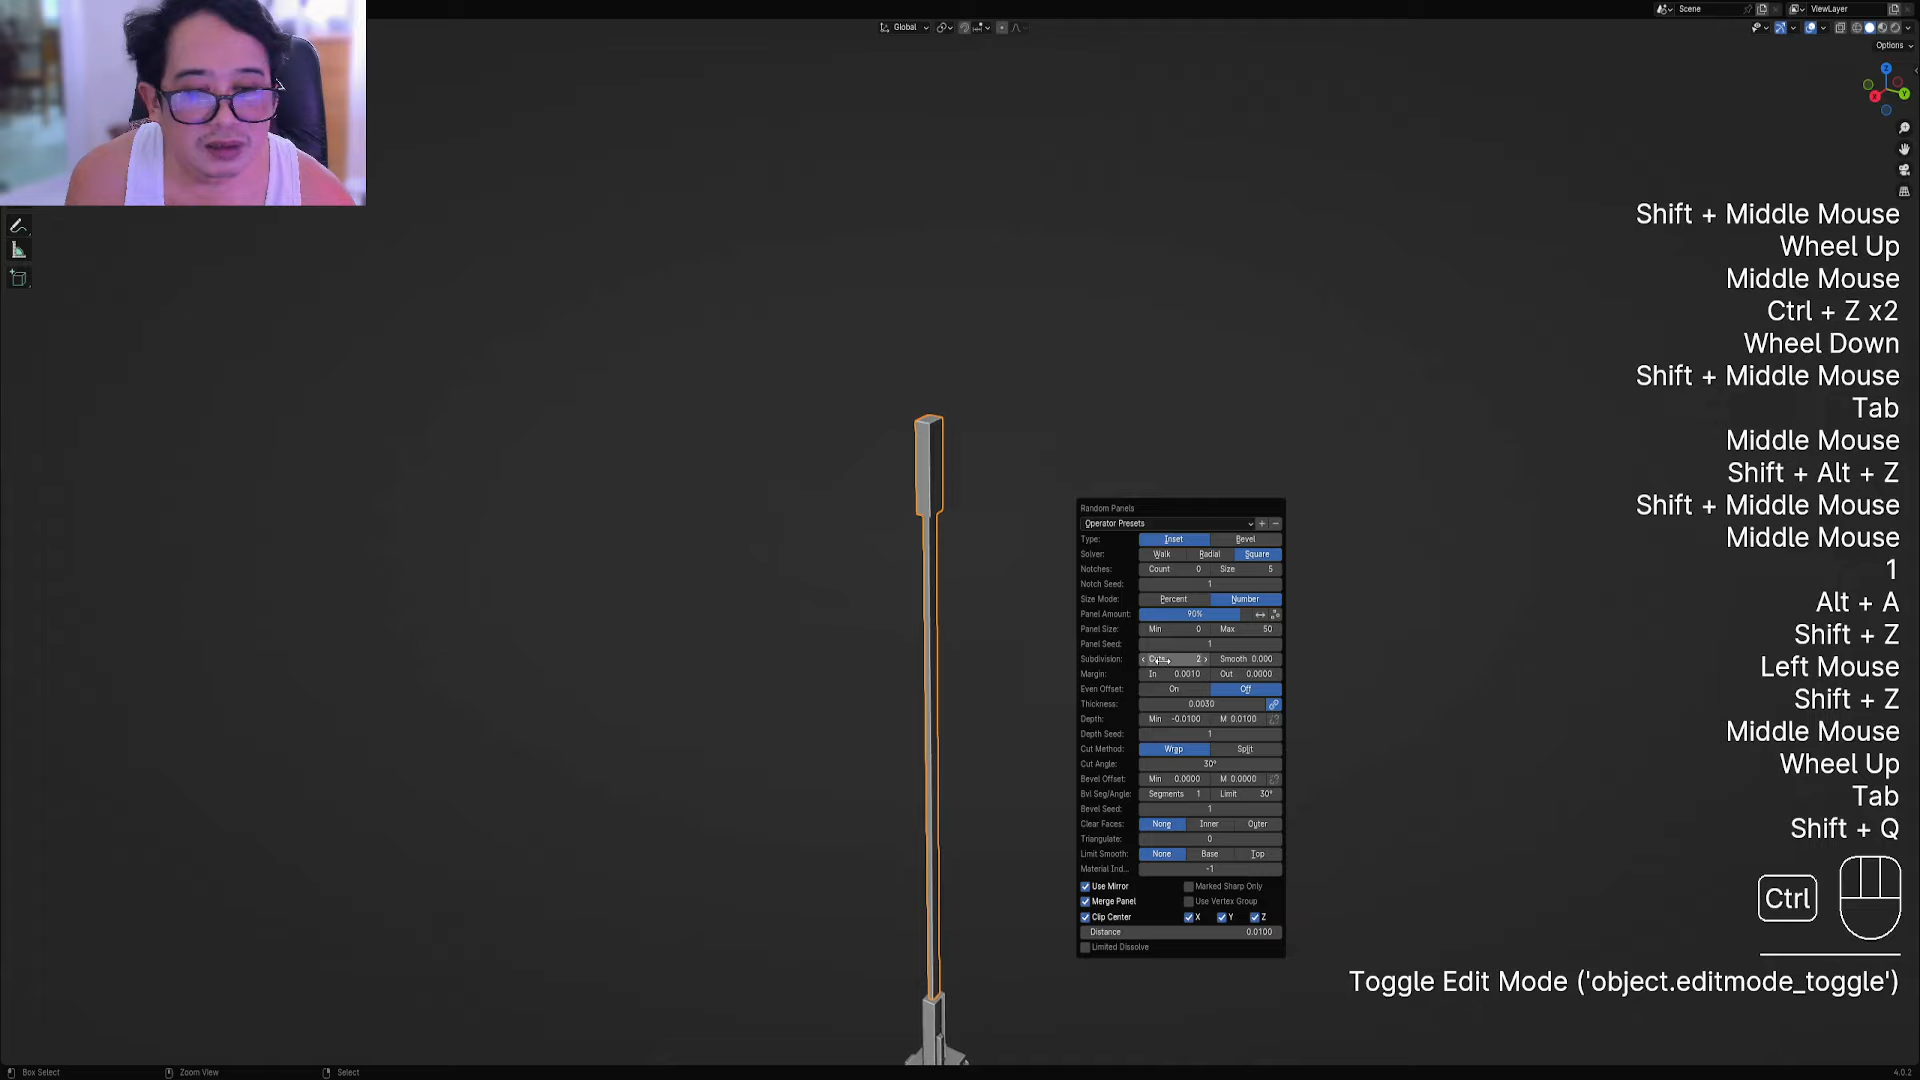 Global
Scene
ViewLayer
Options
X
Y
Z
Shift + Middle Mouse
Wheel Up
Middle Mouse
Ctrl + Z x2
Wheel Down
Shift + Middle Mouse
Tab
Middle Mouse
Shift + Alt + Z
Shift + Middle Mouse
Middle Mouse
1
Alt + A
Shift + Z
Left Mouse
Shift + Z
Middle Mouse
Wheel Up
Tab
Shift + Q
Ctrl
Toggle Edit Mode ('object.editmode_toggle')
Random Panels
Operator Presets
Type: Inset Bevel
Solver: Walk Radial Square
Notches: Count 0 Size 5
Notch Seed: 1
Size Mode: Percent Number
Panel Amount: 90%
Panel Size: Min 0 Max 50
Panel Seed: 1
Subdivision: 2 Smooth 0.000
Margin: In 0.0010 Out 0.0000
Even Offset: On Off
Thickness: 0.0030
Depth: Min -0.0100 M 0.0100
Depth Seed: 1
Cut Method: Wrap Split
Cut Angle: 30°
Bevel Offset: Min 0.0000 M 0.0000
Bvl Seg/Angle: Segments 1 Limit 30°
Bevel Seed: 1
Clear Faces: None Inner Outer
Triangulate: 0
Limit Smooth: None Base Top
Material Ind... -1
Use Mirror Marked Sharp Only
Merge Panel Use Vertex Group
Clip Center X Y Z
Distance 0.0100
Limited Dissolve
Box Select
Zoom View
Select
4.0.2